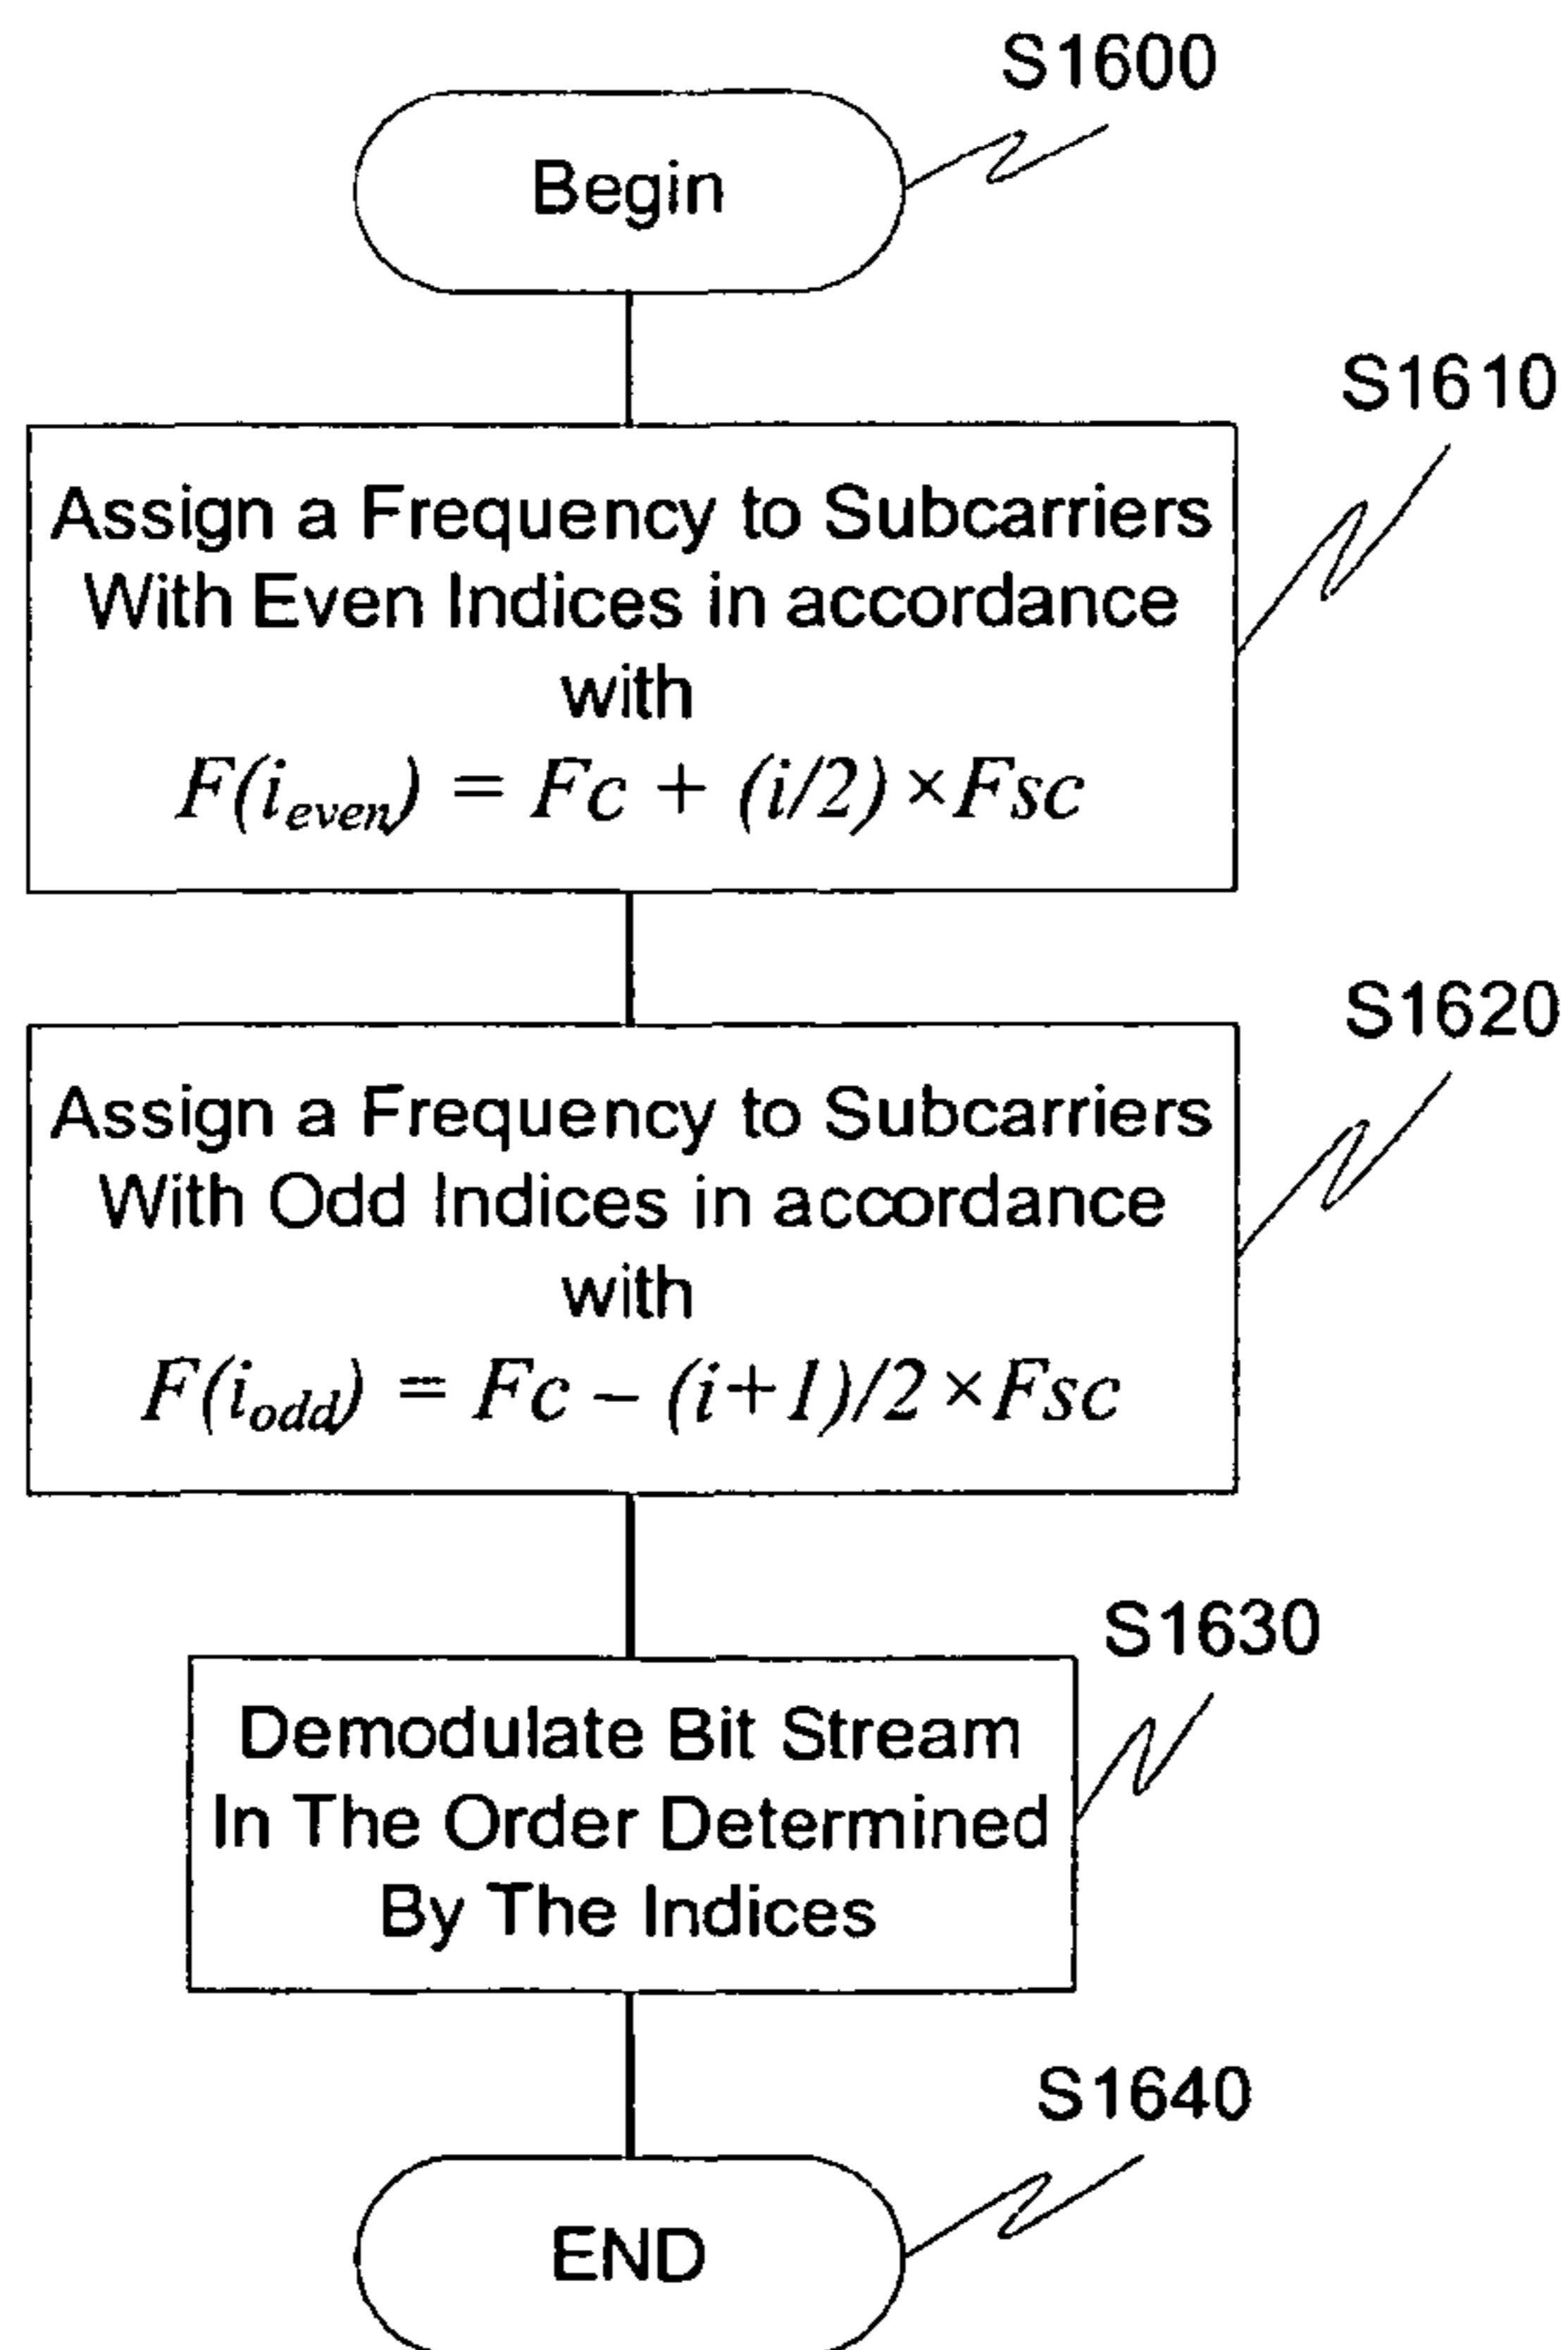 S1600
Begin
S1610
Assign a Frequency to Subcarriers
With Even Indices in accordance
with
F(i_even) = Fc + (i/2) ×Fsc
S1620
Assign a Frequency to Subcarriers
With Odd Indices in accordance
with
F(i_odd) = Fc – (i+1)/2 ×Fsc
S1630
Demodulate Bit Stream
In The Order Determined
By The Indices
S1640
END